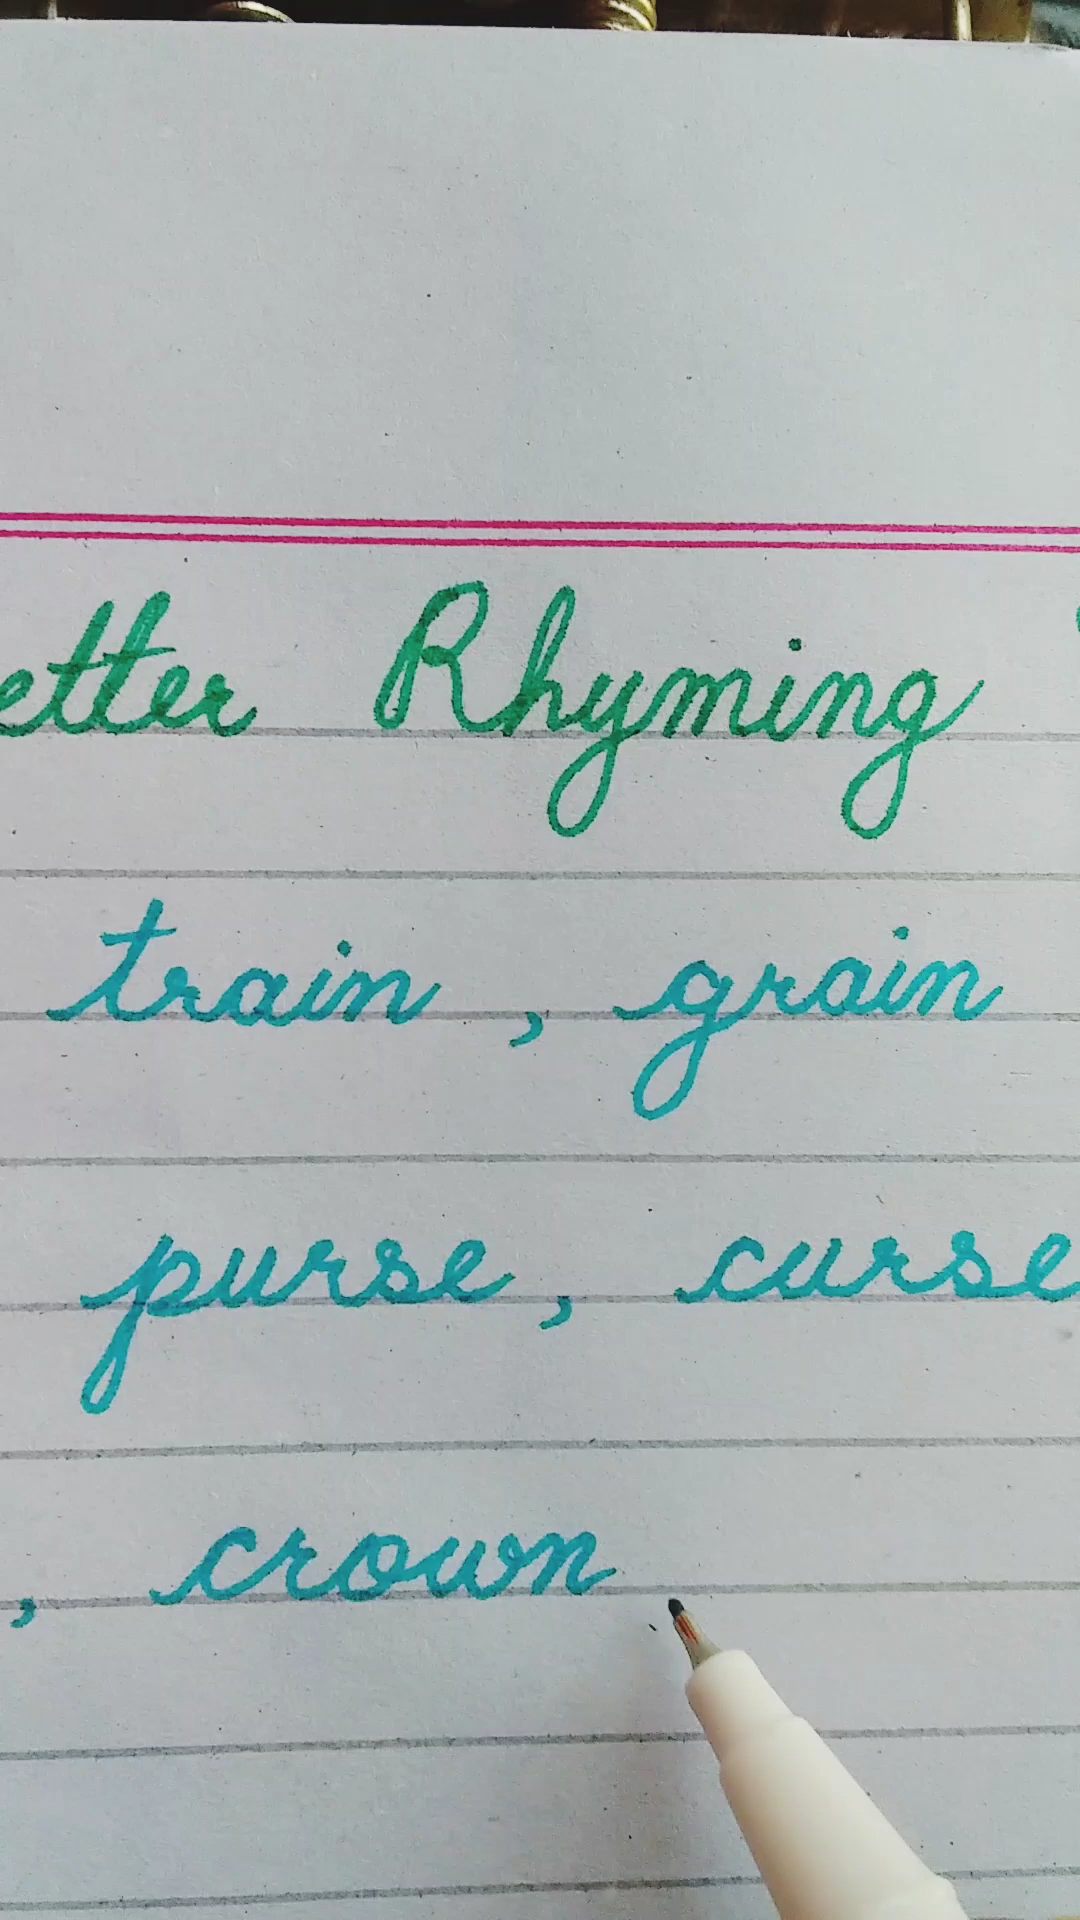 etter Rhyming
train, grain
purse, curse
, crown